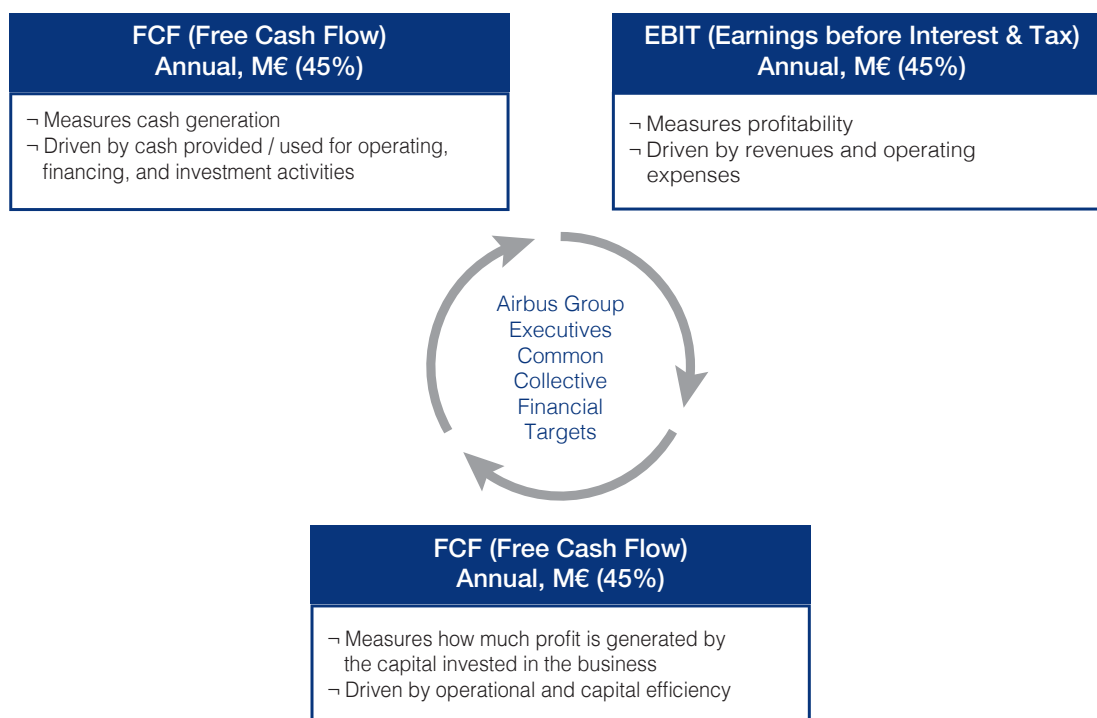 FCF (Free Cash Flow)
Annual, M€ (45%)
¬ Measures cash generation
¬ Driven by cash provided / used for operating,
financing, and investment activities
EBIT (Earnings before Interest & Tax)
Annual, M€ (45%)
¬ Measures profitability
¬ Driven by revenues and operating
expenses
Airbus Group
Executives
Common
Collective
Financial
Targets
FCF (Free Cash Flow)
Annual, M€ (45%)
¬ Measures how much profit is generated by
the capital invested in the business
¬ Driven by operational and capital efficiency